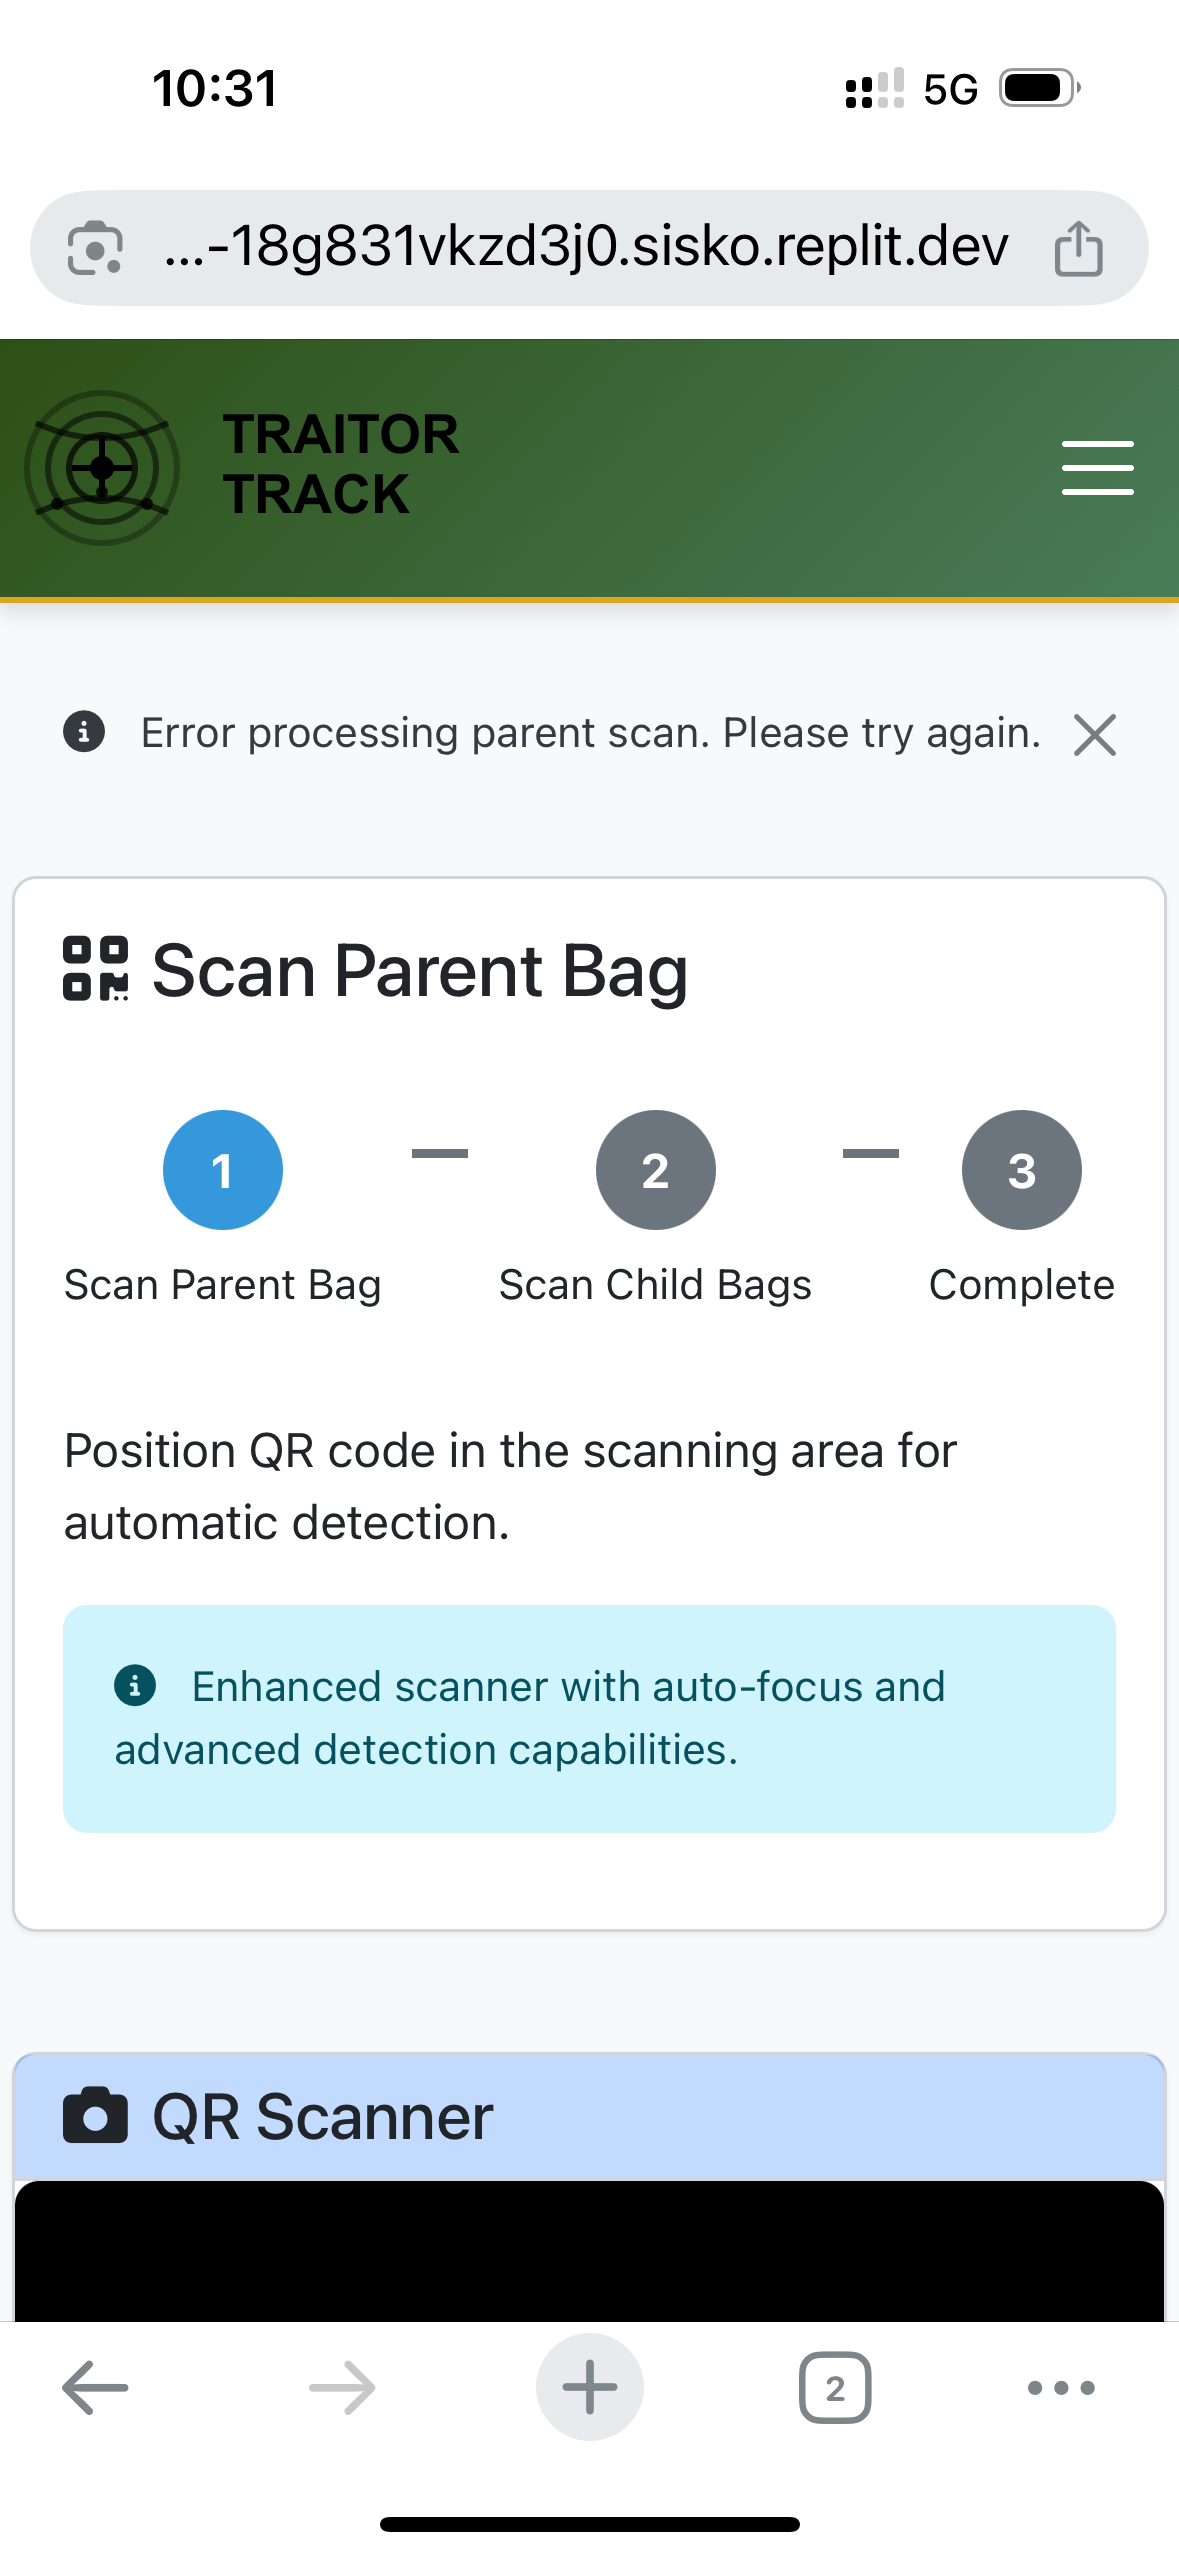 10:31
5G
...-18g831vkzd3j0.sisko.replit.dev
TRAITOR
TRACK
Error processing parent scan. Please try again.
Scan Parent Bag
1
2
3
Scan Parent Bag
Scan Child Bags
Complete
Position QR code in the scanning area for
automatic detection.
Enhanced scanner with auto-focus and
advanced detection capabilities.
QR Scanner
2